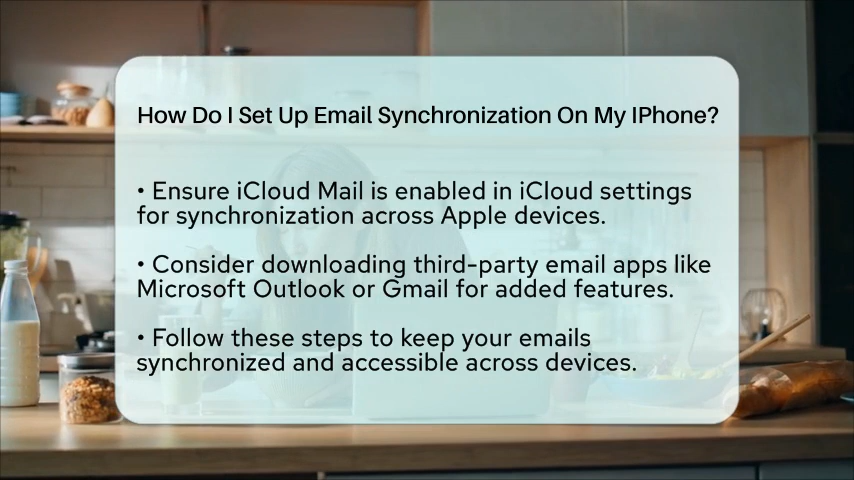 How Do I Set Up Email Synchronization On My IPhone?
• Ensure iCloud Mail is enabled in iCloud settings
for synchronization across Apple devices.
• Consider downloading third-party email apps like
Microsoft Outlook or Gmail for added features.
• Follow these steps to keep your emails
synchronized and accessible across devices.